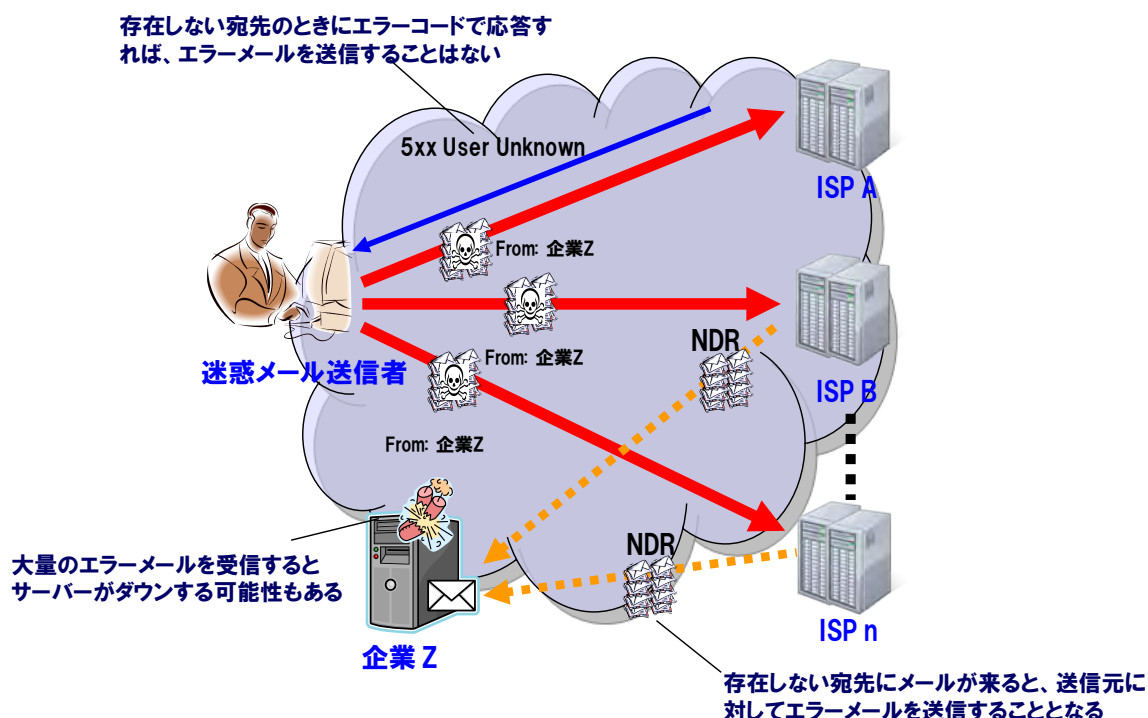 存在しない宛先のときにエラーコードで応答す
れば、エラーメールを送信することはない
5xx User Unknown
ISP A
From: 企業Z
迷惑メール送信者
From: 企業Z
NDR
ISP B
From: 企業Z
大量のエラーメールを受信すると
サーバーがダウンする可能性もある
NDR
企業 Z
ISP n
存在しない宛先にメールが来ると、送信元に
対してエラーメールを送信することとなる